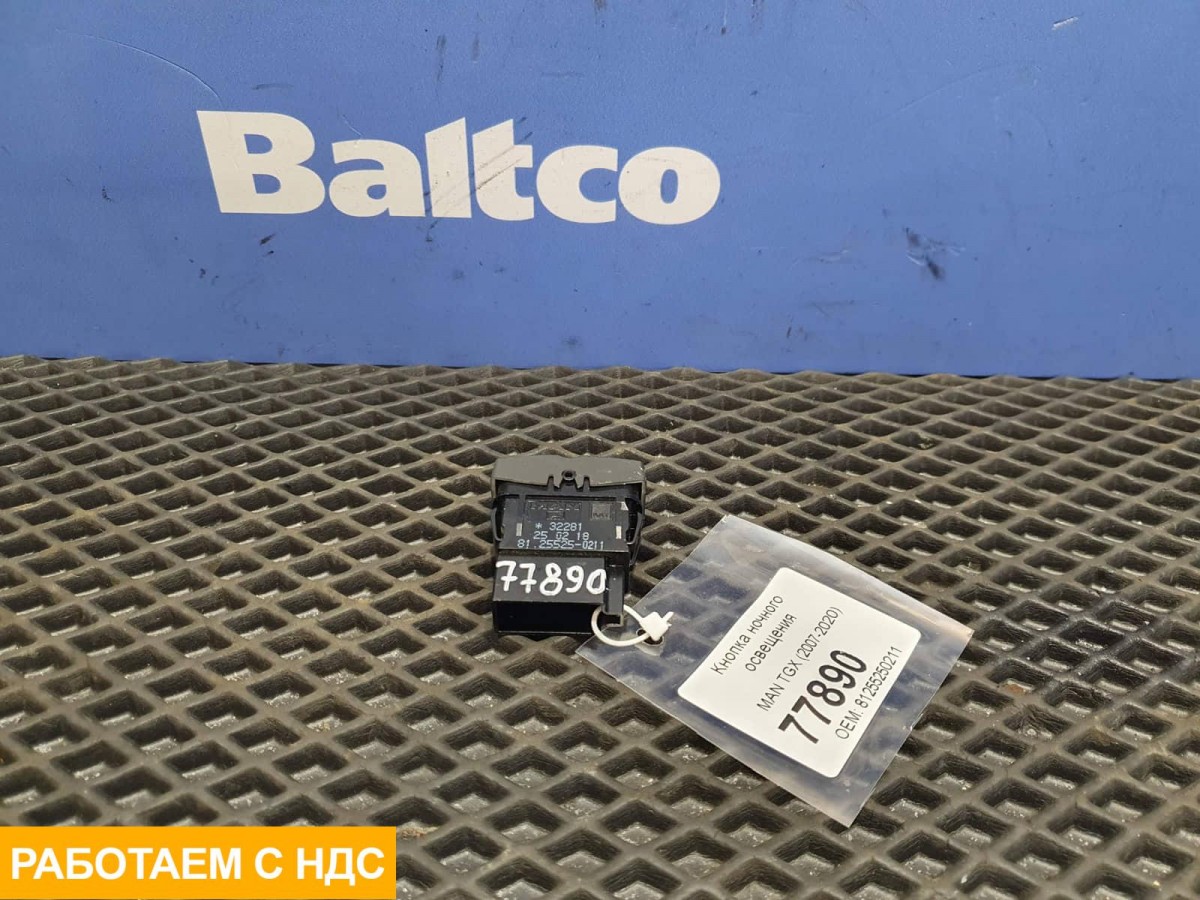 Baltco
* 32281
25 02 18
81.25525-0211
77890
Кнопка ночного
освещения
MAN TGX (2007-2020)
77890
OEM: 81255250211
РАБОТАЕМ С НДС